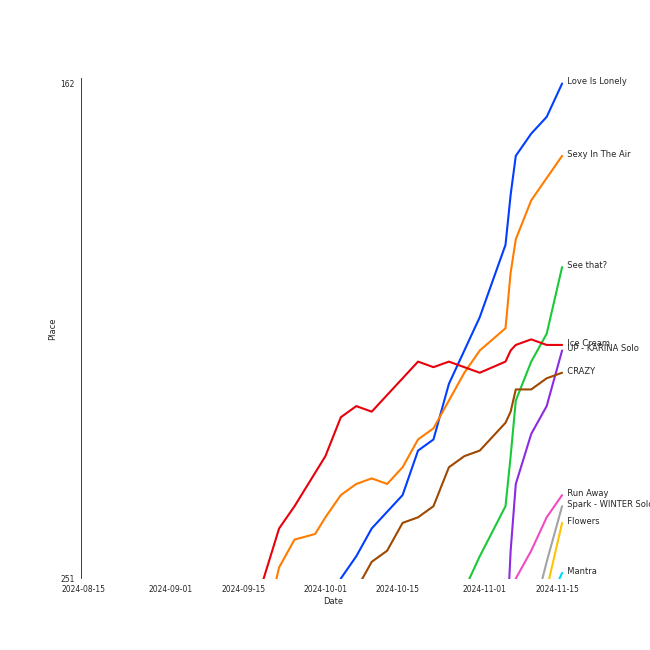 162
Love Is Lonely
Sexy In The Air
See that?
Ice Cream
UP - KARINA Solo
CRAZY
Run Away
Spark - WINTER Solo
Flowers
Mantra
251
Place
2024-08-15 2024-09-01 2024-09-15 2024-10-01 2024-10-15 2024-11-01 2024-11-15
Date